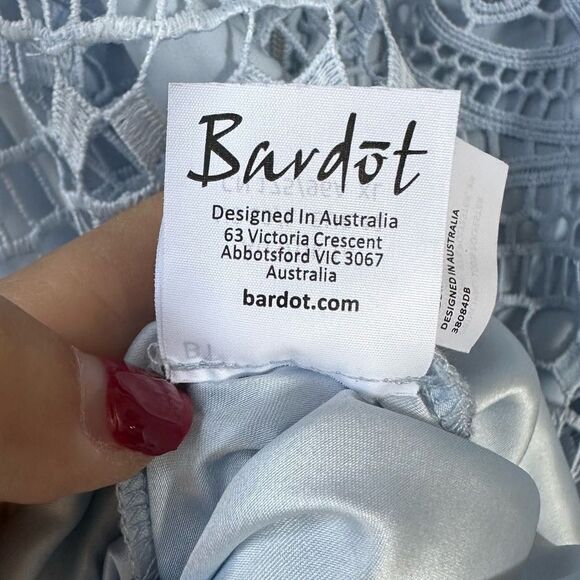 Bardōt
Designed In Australia
63 Victoria Crescent
Abbotsford VIC 3067
Australia
bardot.com
DESIGNED IN AUSTRALIA
38084DB